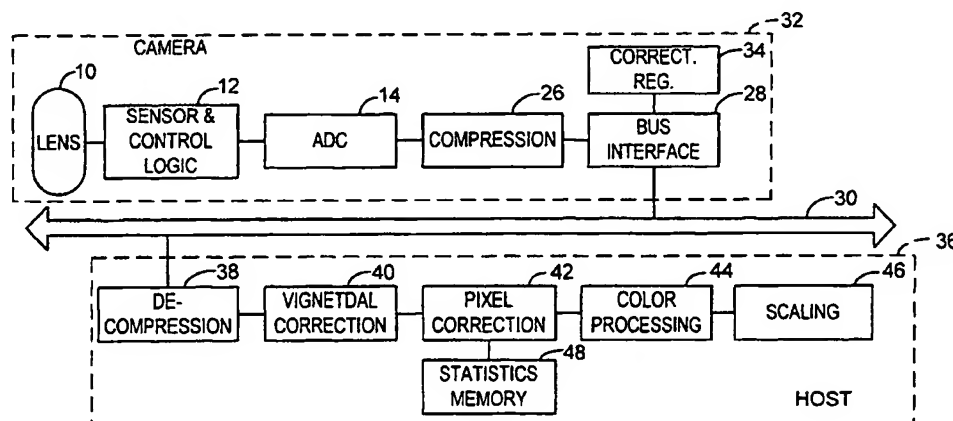 CAMERA
32
10
LENS
12
SENSOR &
CONTROL
LOGIC
14
ADC
26
COMPRESSION
CORRECT.
REG.
34
28
BUS
INTERFACE
30
36
38
DE-
COMPRESSION
40
VIGNETDAL
CORRECTION
42
PIXEL
CORRECTION
44
COLOR
PROCESSING
46
SCALING
48
STATISTICS
MEMORY
HOST